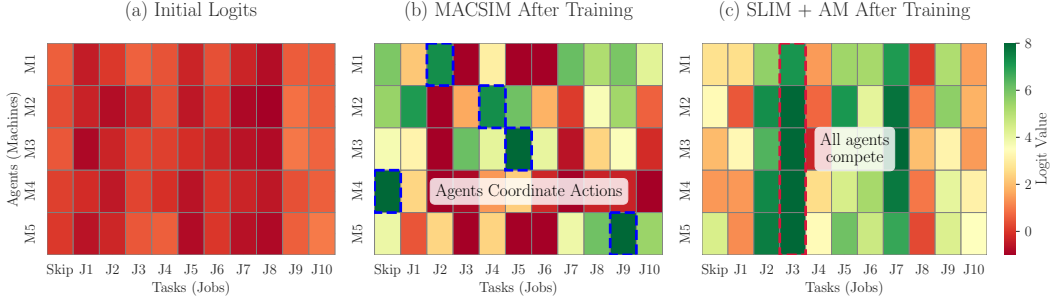 (a) Initial Logits
(b) MACSIM After Training
(c) SLIM + AM After Training
Agents (Machines)
M1
M2
M3
M4
M5
Skip J1 J2 J3 J4 J5 J6 J7 J8 J9 J10
Tasks (Jobs)
M1
M2
M3
M4
M5
Agents Coordinate Actions
Skip J1 J2 J3 J4 J5 J6 J7 J8 J9 J10
Tasks (Jobs)
M1
M2
M3
M4
M5
All agents
compete
Skip J1 J2 J3 J4 J5 J6 J7 J8 J9 J10
Tasks (Jobs)
8
6
4
2
0
Logit Value